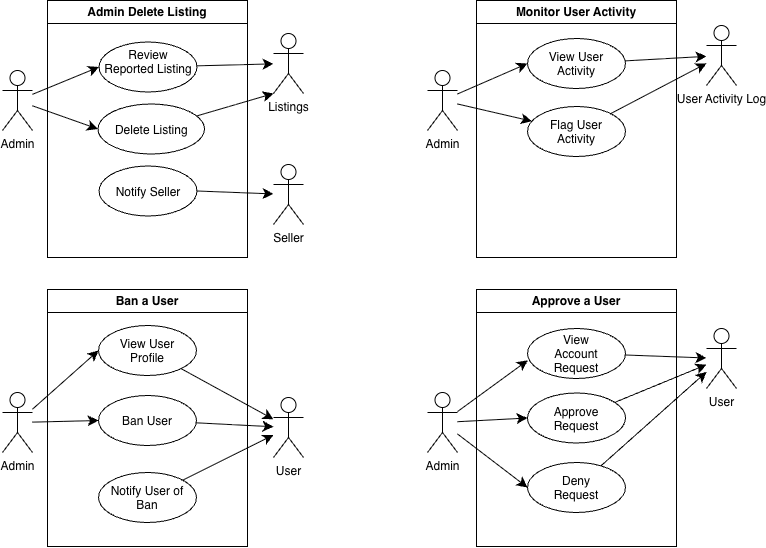 Admin Delete Listing
Review
Reported Listing
Delete Listing
Notify Seller
Admin
Listings
Seller
Monitor User Activity
View User
Activity
Flag User
Activity
Admin
User Activity Log
Ban a User
View User
Profile
Ban User
Notify User of
Ban
Admin
User
Approve a User
View
Account
Request
Approve
Request
Deny
Request
Admin
User